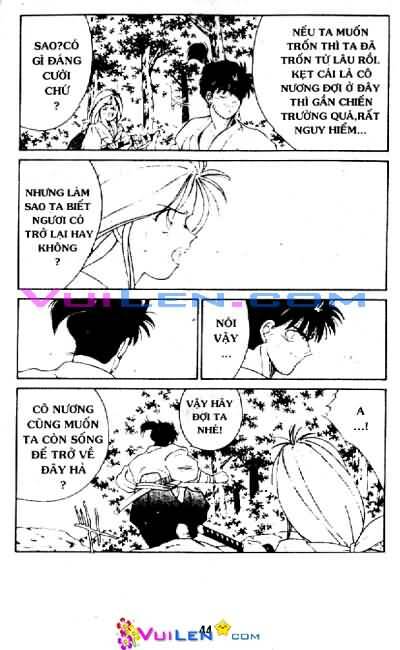 SAO?CÓ
GÌ ĐÁNG
CƯỜI
CHỨ
?
NẾU TA MUỐN
TRỐN THÌ TA ĐÃ
TRỐN TỪ LÂU RỒI.
KẸT CÁI LÀ CÔ
NƯƠNG ĐỢI Ở ĐÂY
THÌ GẦN CHIẾN
TRƯỜNG QUÁ,RẤT
NGUY HIỂM...
NHƯNG LÀM
SAO TA BIẾT
NGƯƠI CÓ
TRỞ LẠI HAY
KHÔNG
?
VUILEN.COM
NÓI
VẬY
...
CÔ NƯƠNG
CŨNG MUỐN
TA CÒN SỐNG
ĐỂ TRỞ VỀ
ĐÂY HẢ
?
VẬY HÃY
ĐỢI TA
NHÉ!
A
...!
44
VUILEN.COM